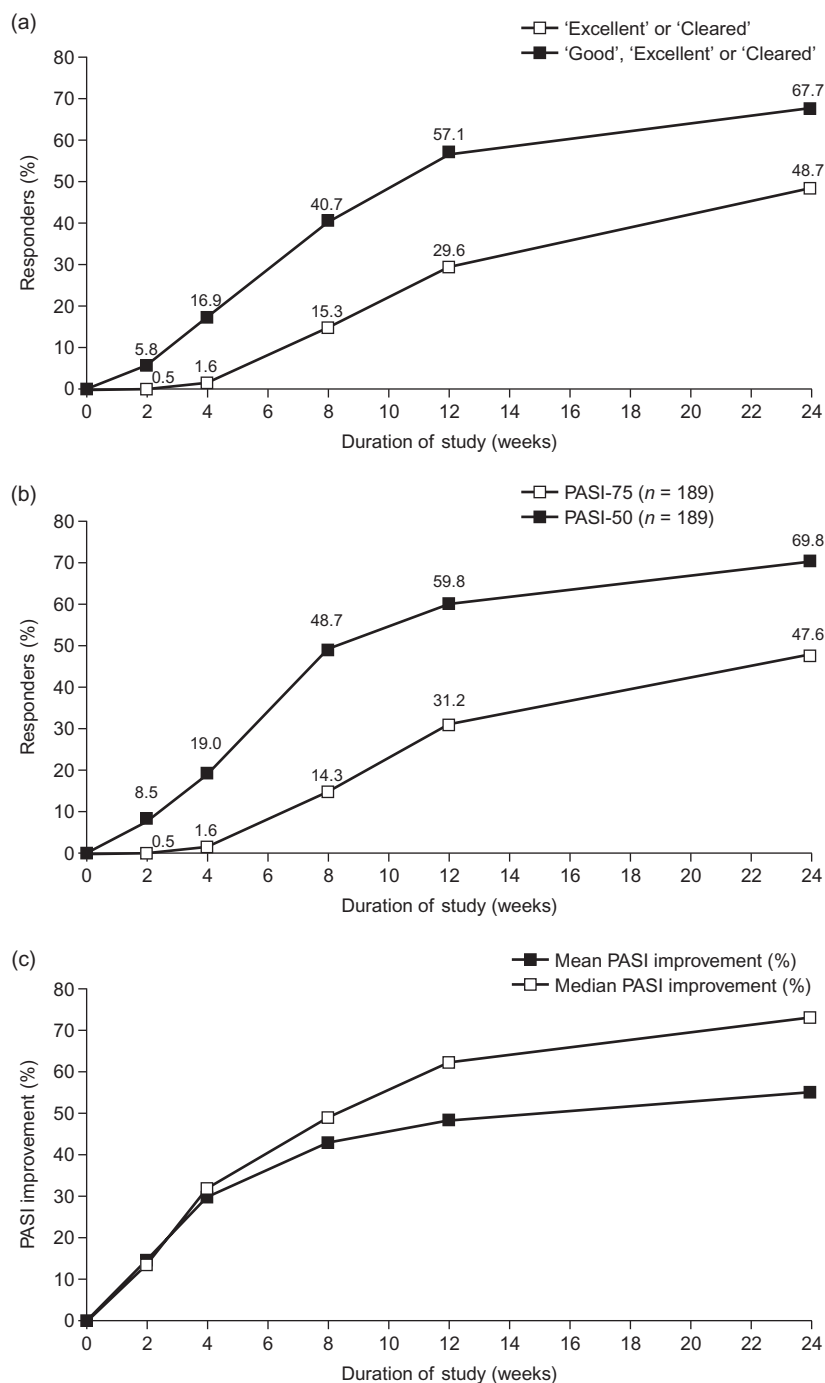 (a)
'Excellent' or 'Cleared'
'Good', 'Excellent' or 'Cleared'
80
70
60
50
40
30
20
10
0
Responders (%)
5.8
16.9
40.7
57.1
67.7
0.5
1.6
15.3
29.6
48.7
0 2 4 6 8 10 12 14 16 18 20 22 24
Duration of study (weeks)
(b)
PASI-75 (n = 189)
PASI-50 (n = 189)
80
70
60
50
40
30
20
10
0
Responders (%)
8.5
19.0
48.7
59.8
69.8
0.5
1.6
14.3
31.2
47.6
0 2 4 6 8 10 12 14 16 18 20 22 24
Duration of study (weeks)
(c)
Mean PASI improvement (%)
Median PASI improvement (%)
80
70
60
50
40
30
20
10
0
PASI improvement (%)
0 2 4 6 8 10 12 14 16 18 20 22 24
Duration of study (weeks)